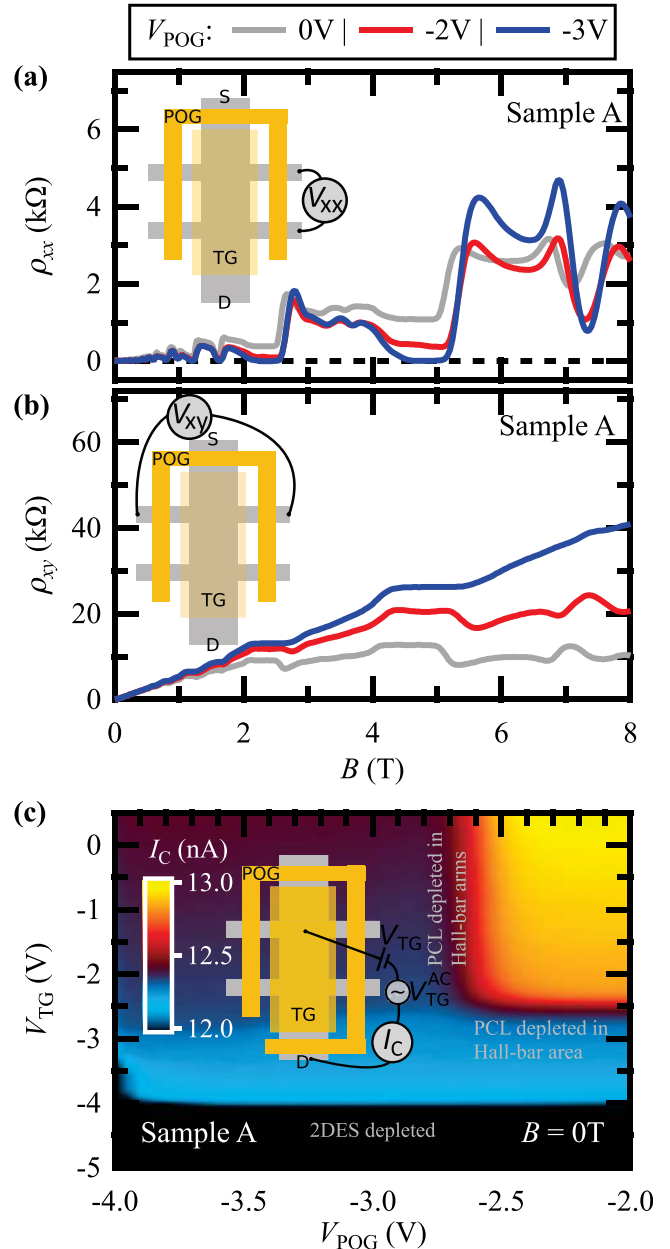 V_POG: 0V | -2V | -3V
(a)
Sample A
S
POG
V_xx
TG
D
ρ_xx (kΩ)
6
4
2
0
(b)
Sample A
V_xy
S
POG
TG
D
ρ_xy (kΩ)
60
40
20
0
0 2 4 6 8
B (T)
(c)
I_C (nA)
13.0
12.5
12.0
POG
TG
D
V_TG
~ V_TG^AC
I_C
PCL depleted in
Hall-bar arms
PCL depleted in
Hall-bar area
Sample A
2DES depleted
B = 0T
V_TG (V)
0
-1
-2
-3
-4
-5
-4.0 -3.5 -3.0 -2.5 -2.0
V_POG (V)